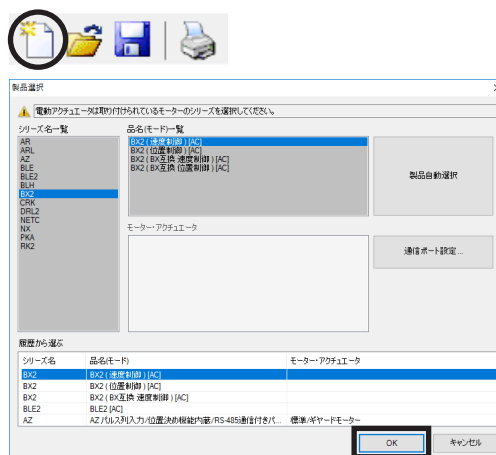 製品選択
電動アクチュエータは取り付けられているモーターのシリーズを選択してください。
シリーズ名一覧
AR
ARL
AZ
BLE
BLE2
BLH
BX2
CRK
DRL2
NETC
NX
PKA
RK2
品名(モード)一覧
BX2 ( 速度制御 ) [AC]
BX2 ( 位置制御 ) [AC]
BX2 ( BX互換 速度制御 ) [AC]
BX2 ( BX互換 位置制御 ) [AC]
製品自動選択
モーター・アクチュエータ
通信ポート設定...
履歴から選ぶ
シリーズ名 品名(モード) モーター・アクチュエータ
BX2 BX2 ( 速度制御 ) [AC]
BX2 BX2 ( 位置制御 ) [AC]
BX2 BX2 ( BX互換 速度制御 ) [AC]
BLE2 BLE2 [AC]
AZ AZ パルス列入力/位置決め機能内蔵/RS-485通信付きパ... 標準/ギヤードモーター
OK キャンセル